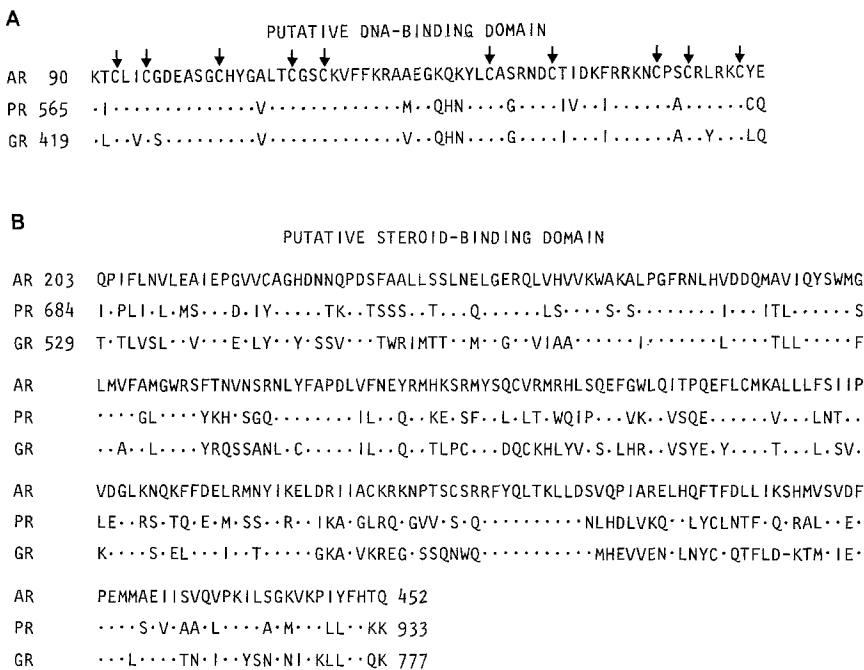 A
PUTATIVE DNA-BINDING DOMAIN
AR 90 KTCLICGDEASGCHYGALTCGSCKVFFKRAAEGKQKYLCASRNDCTIDKFRRKNCPSCRLRKCYE
PR 565 ·I··············V·············M··QHN····G····IV··I······A······CQ
GR 419 ·L··V·S·········V·············V··QHN····G····I···I······A··Y···LQ
B
PUTATIVE STEROID-BINDING DOMAIN
AR 203 QPIFLNVLEAIEPGVVCAGHDNNQPDSFAALLSSLNELGERQLVHVVKWAKALPGFRNLHVDDQMAVIQYSWMG
PR 684 I·PLI·L·MS···D·IY·····TK··TSSS··T···Q······LS····S·S········I···ITL······S
GR 529 T·TLVSL··V···E·LY··Y·SSV···TWRIMTT··M··G··VIAA······I·······L····TLL·····F
AR LMVFAMGWRSFTNVNSRNLYFAPDLVFNEYRMHKSRMYSQCVRMRHLSQEFGWLQITPQEFLCMKALLLFSIIP
PR ····GL····YKH·SGQ········IL··Q··KE·SF··L·LT·WQIP···VK··VSQE······V···LNT··
GR ··A··L····YRQSSANL·C·····IL··Q··TLPC···DQCKHLYV·S·LHR··VSYE·Y····T···L·SV·
AR VDGLKNQKFFDELRMNYIKELDRIIACKRKNPTSCSRRFYQLTKLLDSVQPIARELHQFTFDLLIKSHMVSVDF
PR LE··RS·TQ·E·M·SS··R··IKA·GLRQ·GVV·S·Q··········NLHDLVKQ··LYCLNTF·Q·RAL··E·
GR K····S·EL···I··T·····GKA·VKREG·SSQNWQ··········MHEVVEN·LNYC·QTFLD-KTM·IE·
AR PEMMAEIISVQVPKILSGKVKPIYFHTQ 452
PR ····S·V·AA·L····A·M···LL··KK 933
GR ···L····TN·I··YSN·NI·KLL··QK 777